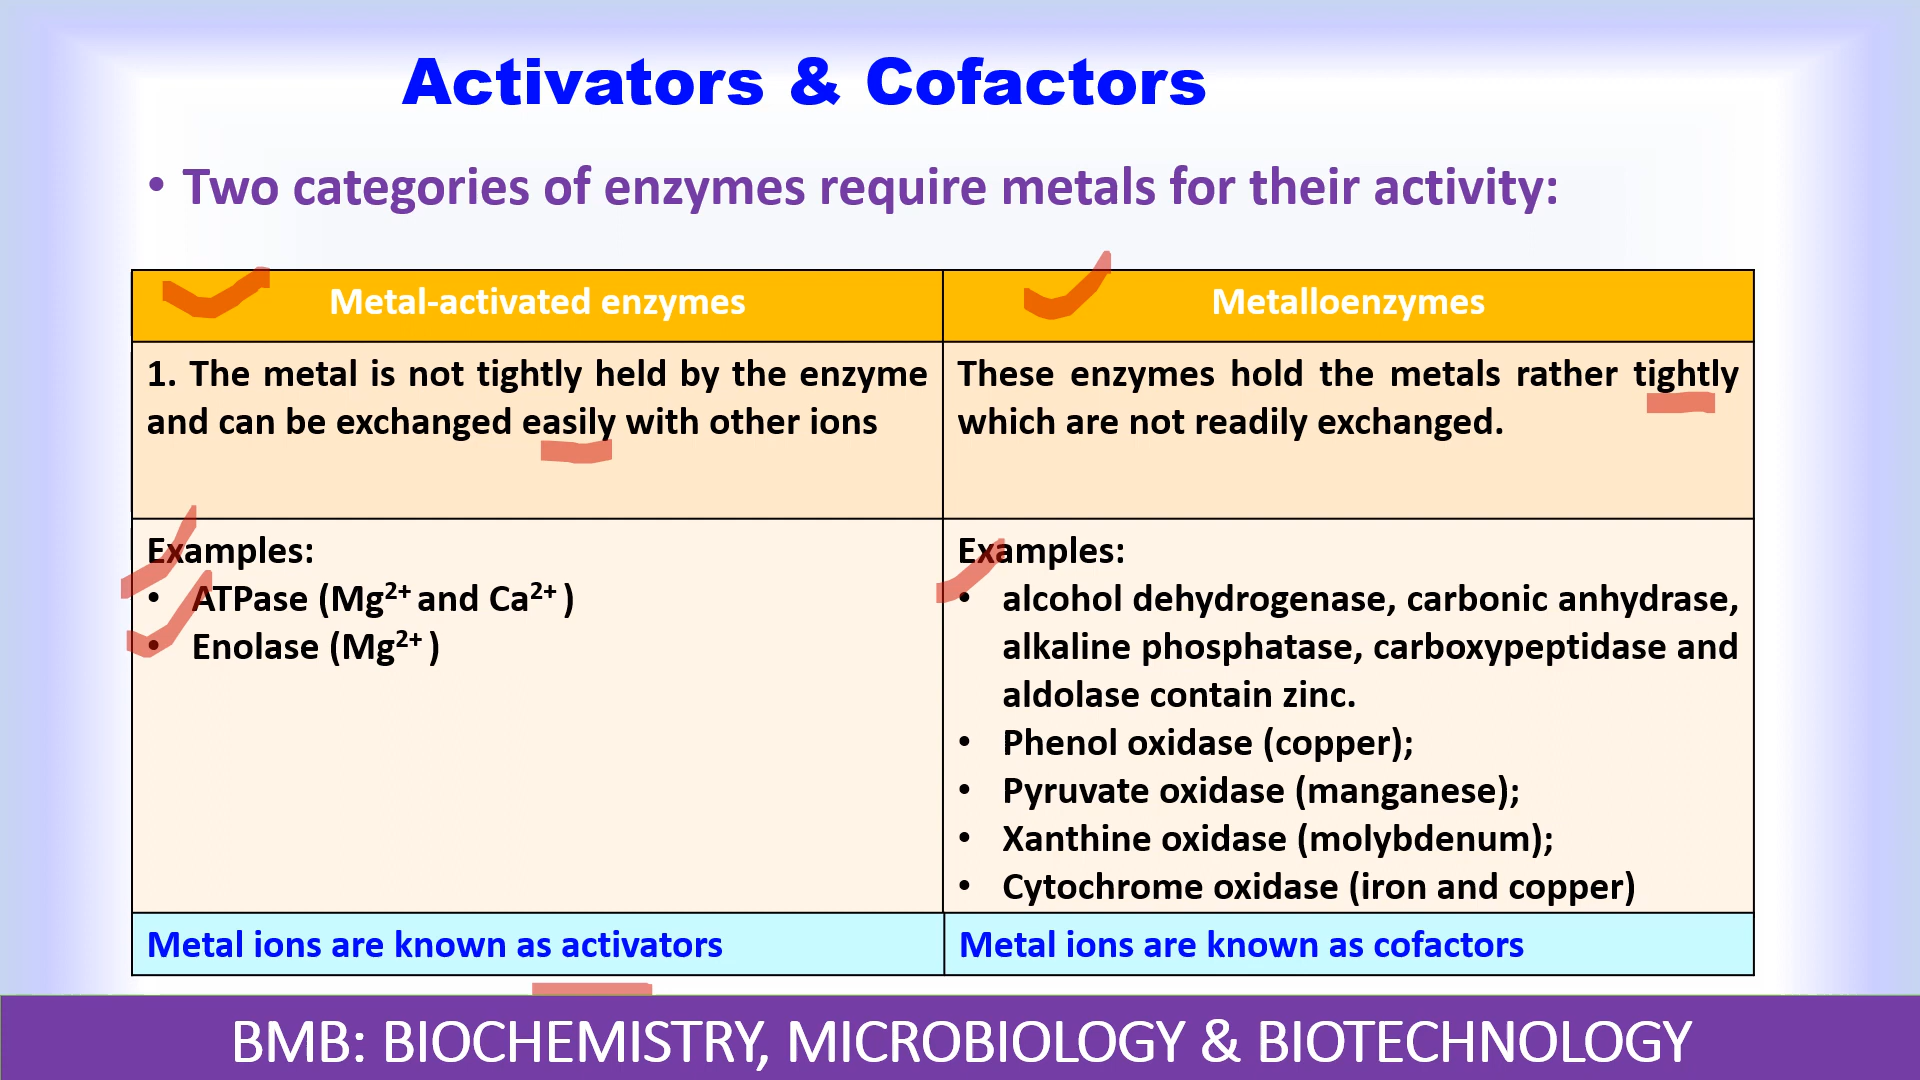 Activators & Cofactors
• Two categories of enzymes require metals for their activity:
Metal-activated enzymes
1. The metal is not tightly held by the enzyme
and can be exchanged easily with other ions
Examples:
• ATPase (Mg²⁺ and Ca²⁺ )
• Enolase (Mg²⁺ )
Metal ions are known as activators
Metalloenzymes
These enzymes hold the metals rather tightly
which are not readily exchanged.
Examples:
• alcohol dehydrogenase, carbonic anhydrase,
alkaline phosphatase, carboxypeptidase and
aldolase contain zinc.
• Phenol oxidase (copper);
• Pyruvate oxidase (manganese);
• Xanthine oxidase (molybdenum);
• Cytochrome oxidase (iron and copper)
Metal ions are known as cofactors
BMB: BIOCHEMISTRY, MICROBIOLOGY & BIOTECHNOLOGY